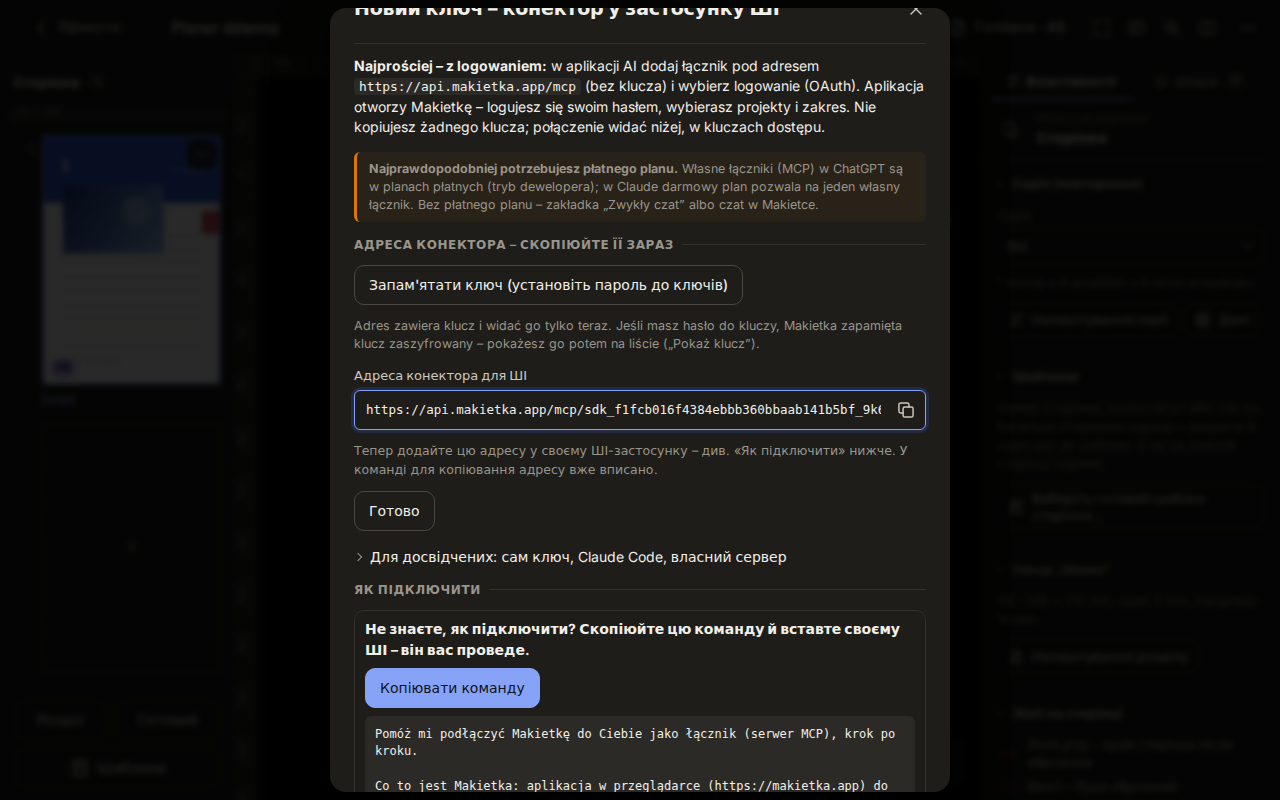 Новий ключ – конектор у застосунку ШІ
Najprościej – z logowaniem: w aplikacji AI dodaj łącznik pod adresem
https://api.makietka.app/mcp (bez klucza) i wybierz logowanie (OAuth). Aplikacja
otworzy Makietkę – logujesz się swoim hasłem, wybierasz projekty i zakres. Nie
kopiujesz żadnego klucza; połączenie widać niżej, w kluczach dostępu.
Najprawdopodobniej potrzebujesz płatnego planu. Własne łączniki (MCP) w ChatGPT są
w planach płatnych (tryb dewelopera); w Claude darmowy plan pozwala na jeden własny
łącznik. Bez płatnego planu – zakładka „Zwykły czat” albo czat w Makietce.
АДРЕСА КОНЕКТОРА – СКОПІЮЙТЕ ЇЇ ЗАРАЗ
Запам'ятати ключ (установіть пароль до ключів)
Adres zawiera klucz i widać go tylko teraz. Jeśli masz hasło do kluczy, Makietka zapamięta
klucz zaszyfrowany – pokażesz go potem na liście („Pokaż klucz”).
Адреса конектора для ШІ
https://api.makietka.app/mcp/sdk_f1fcb016f4384ebbb360bbaab141b5bf_9k6
Тепер додайте цю адресу у своєму ШІ-застосунку – див. «Як підключити» нижче. У
команді для копіювання адресу вже вписано.
Готово
Для досвідчених: сам ключ, Claude Code, власний сервер
ЯК ПІДКЛЮЧИТИ
Не знаєте, як підключити? Скопіюйте цю команду й вставте своєму
ШІ – він вас проведе.
Копіювати команду
Pomóż mi podłączyć Makietkę do Ciebie jako łącznik (serwer MCP), krok po
kroku.
Co to jest Makietka: aplikacja w przeglądarce (https://makietka.app) do